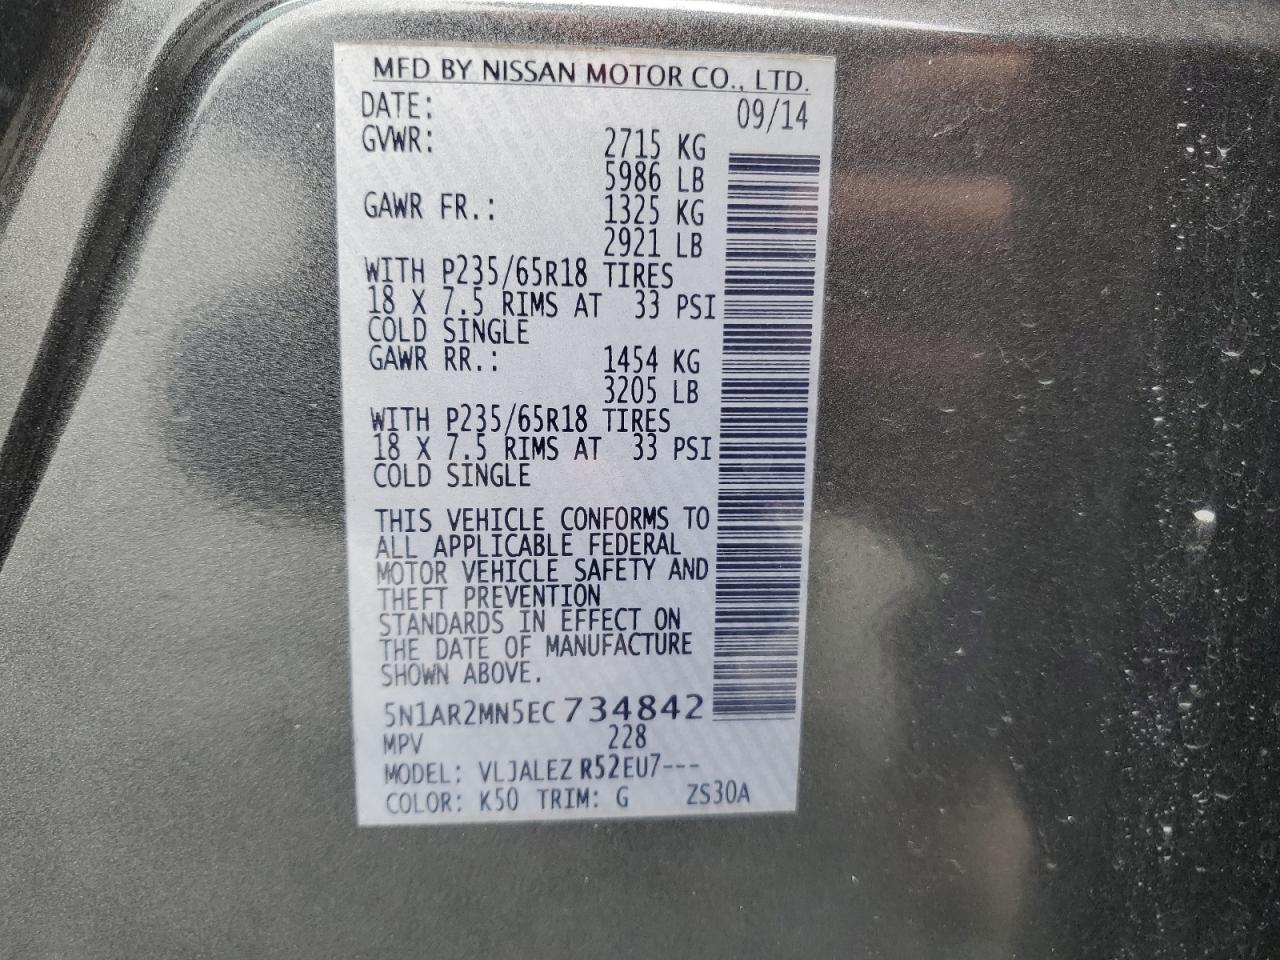 MFD BY NISSAN MOTOR CO., LTD.
DATE: 09/14
GVWR: 2715 KG
5986 LB
GAWR FR.: 1325 KG
2921 LB
WITH P235/65R18 TIRES
18 X 7.5 RIMS AT 33 PSI
COLD SINGLE
GAWR RR.: 1454 KG
3205 LB
WITH P235/65R18 TIRES
18 X 7.5 RIMS AT 33 PSI
COLD SINGLE
THIS VEHICLE CONFORMS TO
ALL APPLICABLE FEDERAL
MOTOR VEHICLE SAFETY AND
THEFT PREVENTION
STANDARDS IN EFFECT ON
THE DATE OF MANUFACTURE
SHOWN ABOVE.
5N1AR2MN5EC734842
MPV 228
MODEL: VLJALEZ R52EU7---
COLOR: K50 TRIM: G ZS30A